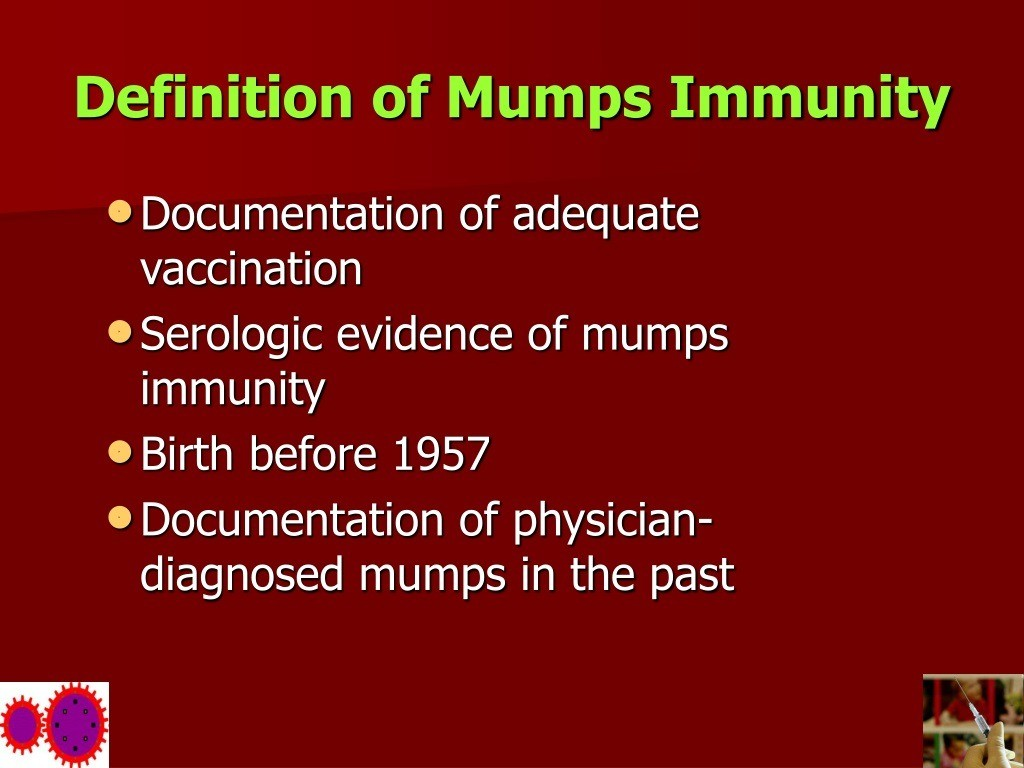 Definition of Mumps Immunity
Documentation of adequate
vaccination
Serologic evidence of mumps
immunity
Birth before 1957
Documentation of physician-
diagnosed mumps in the past